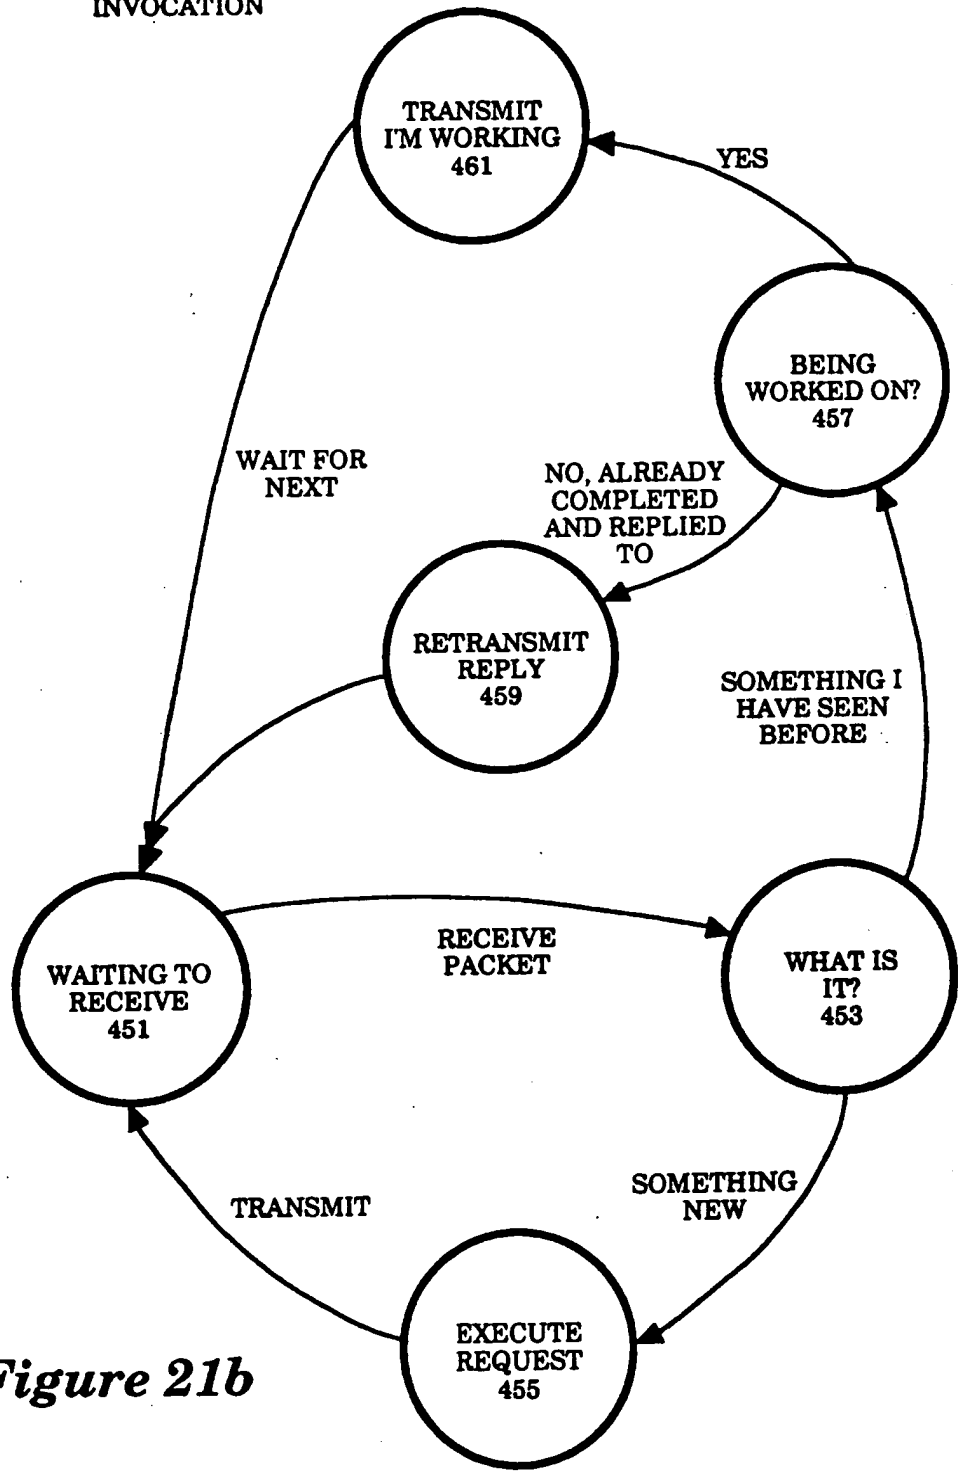 INVOCATION
TRANSMIT
I'M WORKING
461
YES
BEING
WORKED ON?
457
WAIT FOR
NEXT
NO, ALREADY
COMPLETED
AND REPLIED
TO
RETRANSMIT
REPLY
459
SOMETHING I
HAVE SEEN
BEFORE
RECEIVE
PACKET
WAITING TO
RECEIVE
451
WHAT IS
IT?
453
TRANSMIT
SOMETHING
NEW
EXECUTE
REQUEST
455
Figure 21b